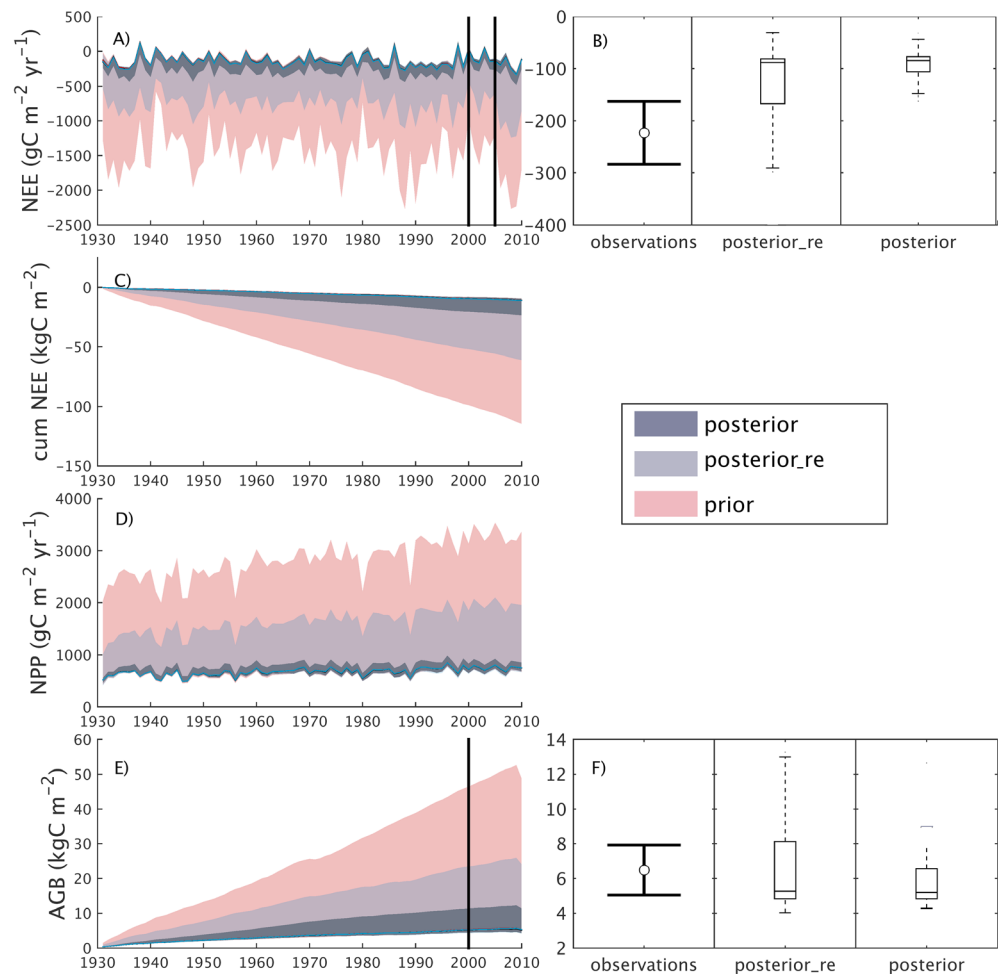 A)
NEE (gC m−2 yr−1)
500
0
−500
−1000
−1500
−2000
−2500
1930 1940 1950 1960 1970 1980 1990 2000 2010
B)
−0
−100
−200
−300
−400
observations posterior_re posterior
C)
cum NEE (kgC m−2)
0
−50
−100
−150
1930 1940 1950 1960 1970 1980 1990 2000 2010
posterior
posterior_re
prior
D)
NPP (gC m−2 yr−1)
4000
3000
2000
1000
0
1930 1940 1950 1960 1970 1980 1990 2000 2010
E)
AGB (kgC m−2)
60
50
40
30
20
10
0
1930 1940 1950 1960 1970 1980 1990 2000 2010
F)
14
12
10
8
6
4
2
observations posterior_re posterior